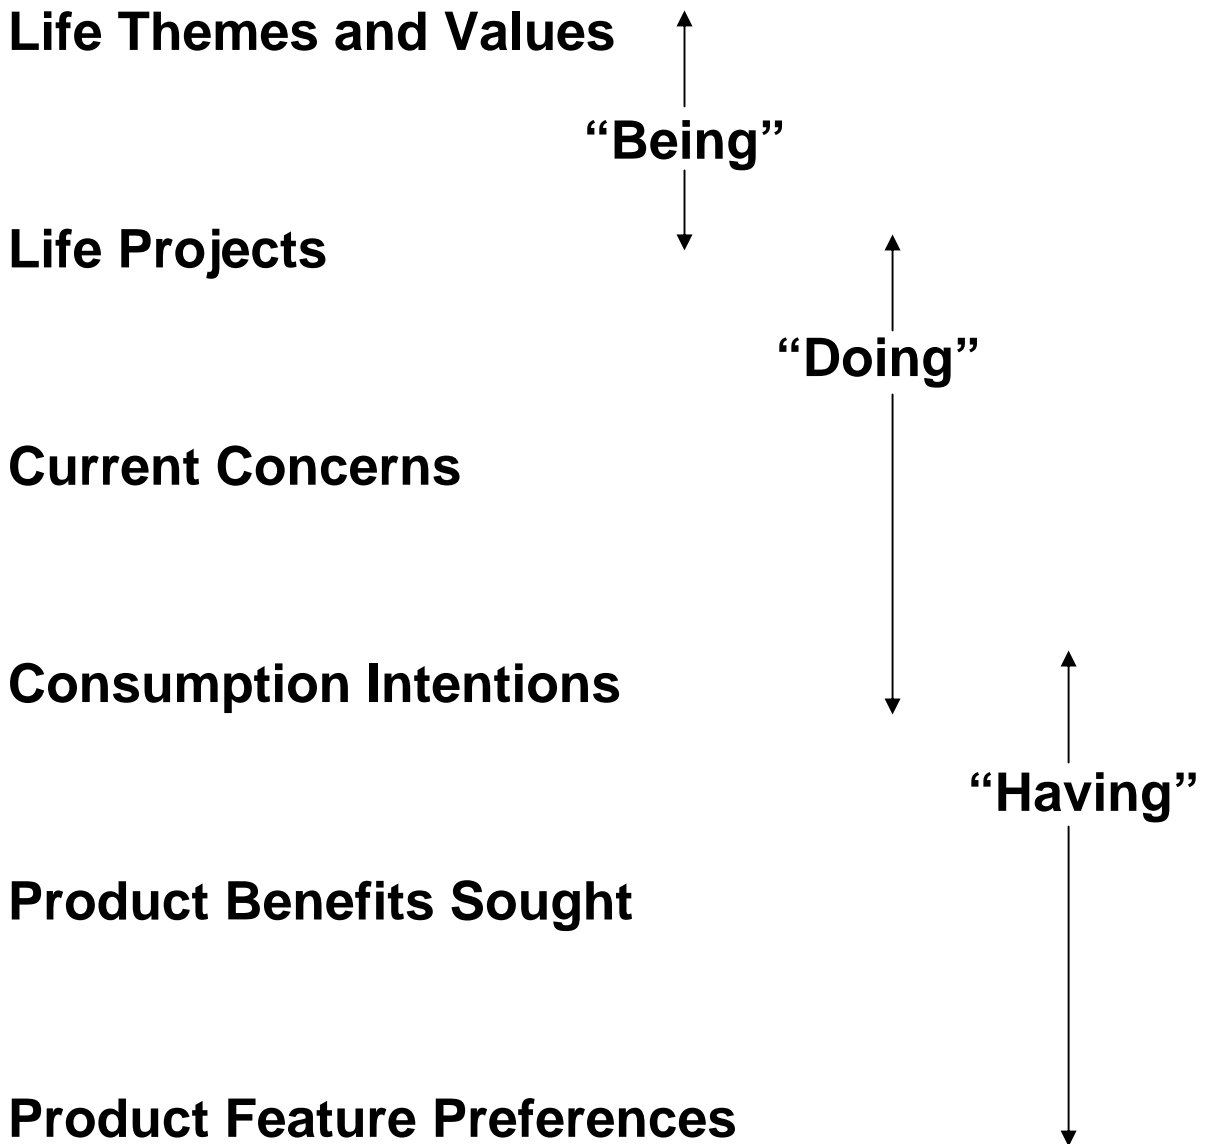 Life Themes and Values
“Being”
Life Projects
“Doing”
Current Concerns
Consumption Intentions
“Having”
Product Benefits Sought
Product Feature Preferences